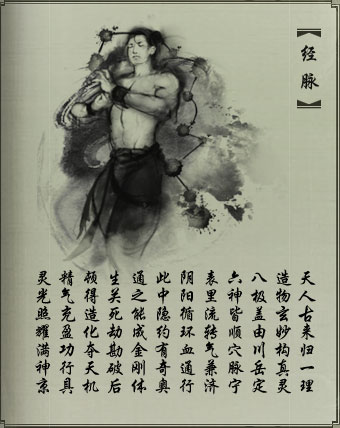 【经脉】
天人古来归一理
造物玄妙构真灵
八极盖由川岳定
六神皆顺穴脉宁
表里流转气兼济
阴阳循环血通行
此中隐约有奇奥
通之能成金刚体
生关死劫勘破后
顿得造化夺天机
精气充盈功行具
灵光照耀满神京